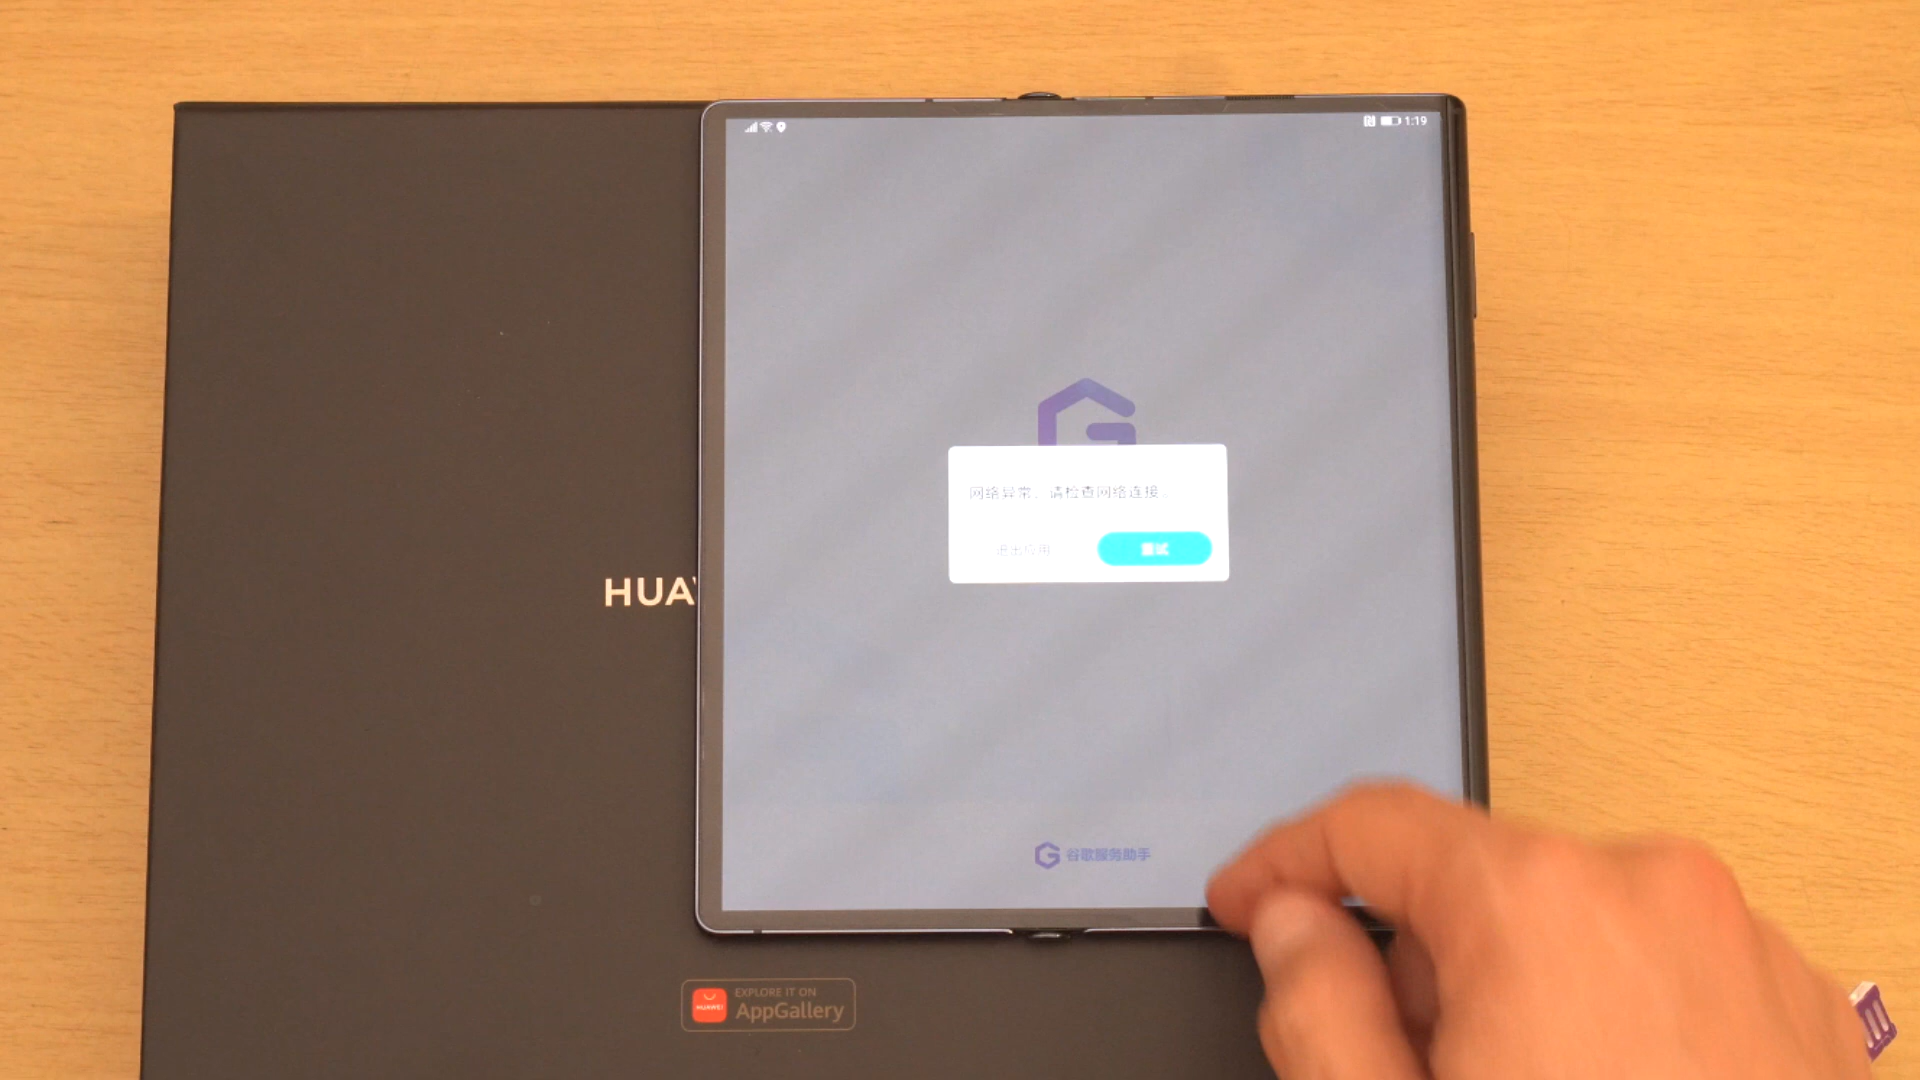 1:19
网络异常，请检查网络连接。
退出应用
重试
谷歌服务助手
HUA
EXPLORE IT ON
HUAWEI
AppGallery